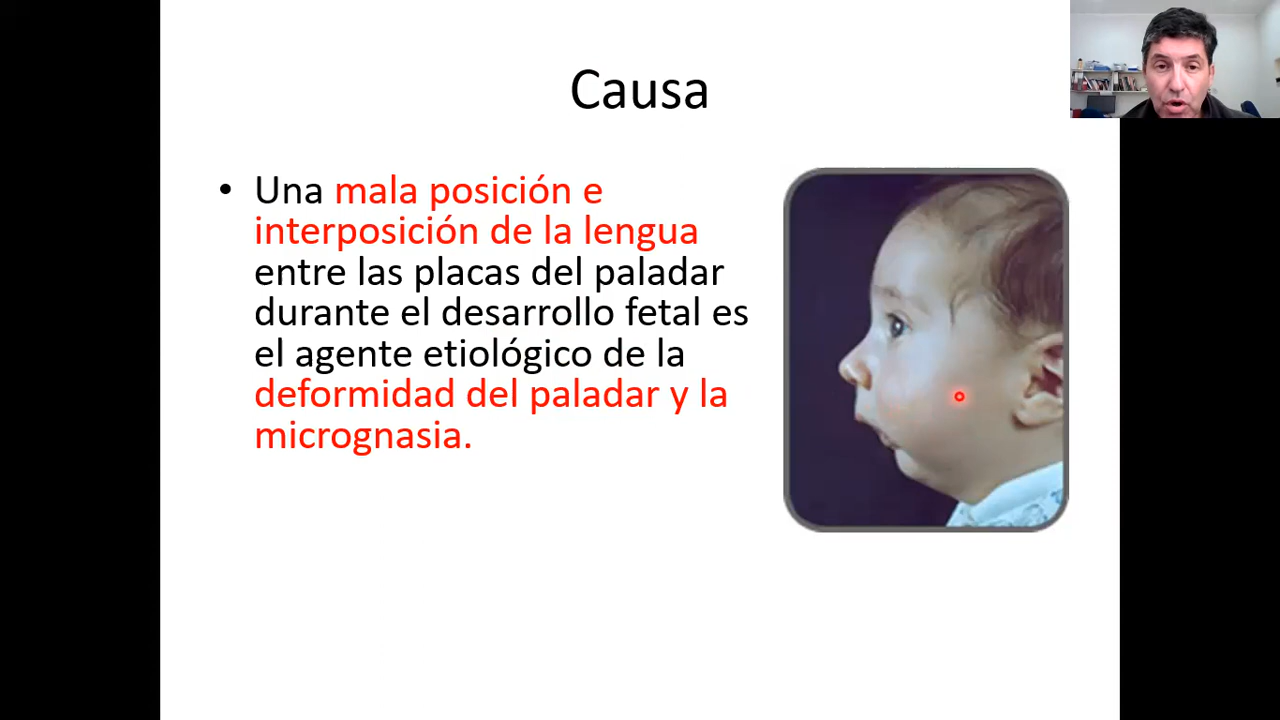 Causa
• Una mala posición e
interposición de la lengua
entre las placas del paladar
durante el desarrollo fetal es
el agente etiológico de la
deformidad del paladar y la
micrognasia.